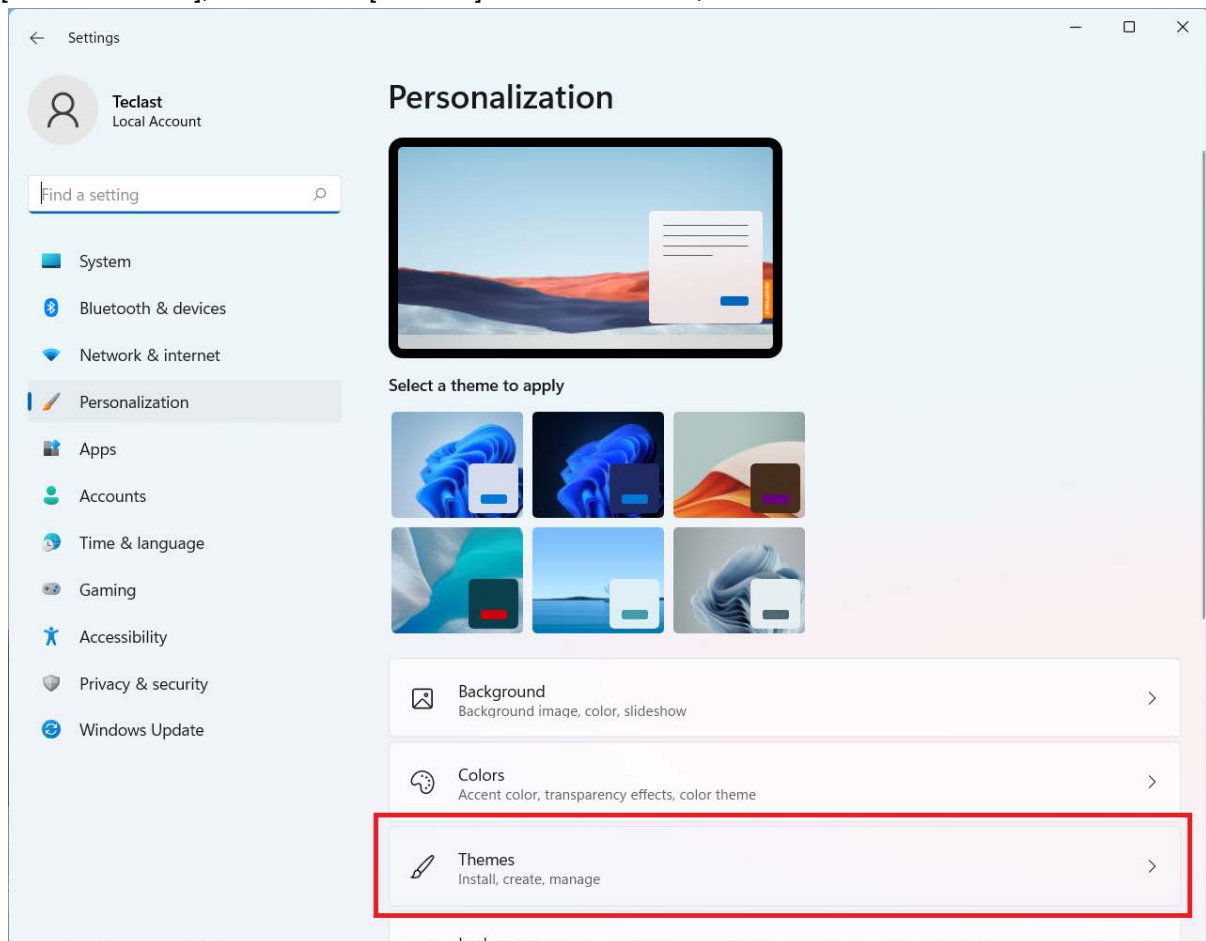 Settings
Teclast
Local Account
Find a setting
System
Bluetooth & devices
Network & internet
Personalization
Apps
Accounts
Time & language
Gaming
Accessibility
Privacy & security
Windows Update
Personalization
Select a theme to apply
Background
Background image, color, slideshow
Colors
Accent color, transparency effects, color theme
Themes
Install, create, manage